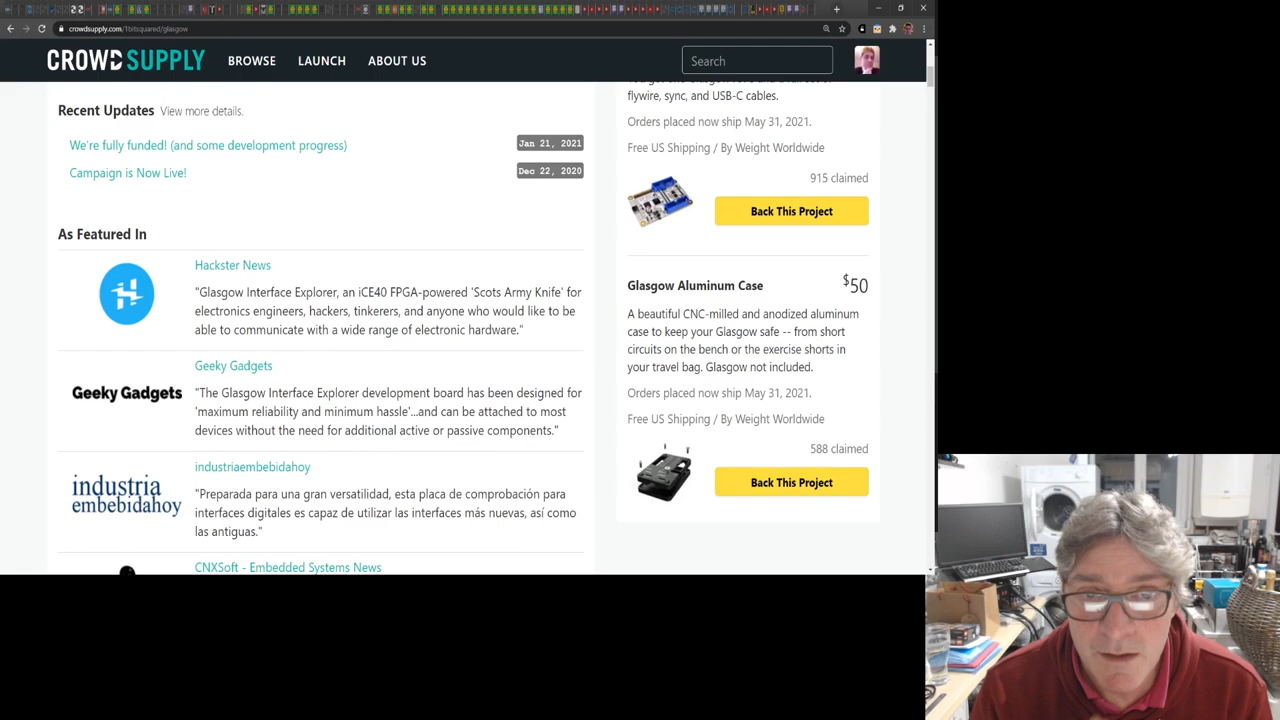 crowdsupply.com/1bitsquared/glasgow
CROWD SUPPLY
BROWSE
LAUNCH
ABOUT US
Search
Recent Updates View more details.
We're fully funded! (and some development progress)
Jan 21, 2021
Campaign is Now Live!
Dec 22, 2020
As Featured In
Hackster News
"Glasgow Interface Explorer, an iCE40 FPGA-powered 'Scots Army Knife' for
electronics engineers, hackers, tinkerers, and anyone who would like to be
able to communicate with a wide range of electronic hardware."
Geeky Gadgets
Geeky Gadgets
"The Glasgow Interface Explorer development board has been designed for
'maximum reliability and minimum hassle'...and can be attached to most
devices without the need for additional active or passive components."
industria
embebidahoy
industriaembebidahoy
"Preparada para una gran versatilidad, esta placa de comprobación para
interfaces digitales es capaz de utilizar las interfaces más nuevas, así como
las antiguas."
CNXSoft - Embedded Systems News
flywire, sync, and USB-C cables.
Orders placed now ship May 31, 2021.
Free US Shipping / By Weight Worldwide
915 claimed
Back This Project
Glasgow Aluminum Case
$50
A beautiful CNC-milled and anodized aluminum
case to keep your Glasgow safe -- from short
circuits on the bench or the exercise shorts in
your travel bag. Glasgow not included.
Orders placed now ship May 31, 2021.
Free US Shipping / By Weight Worldwide
588 claimed
Back This Project